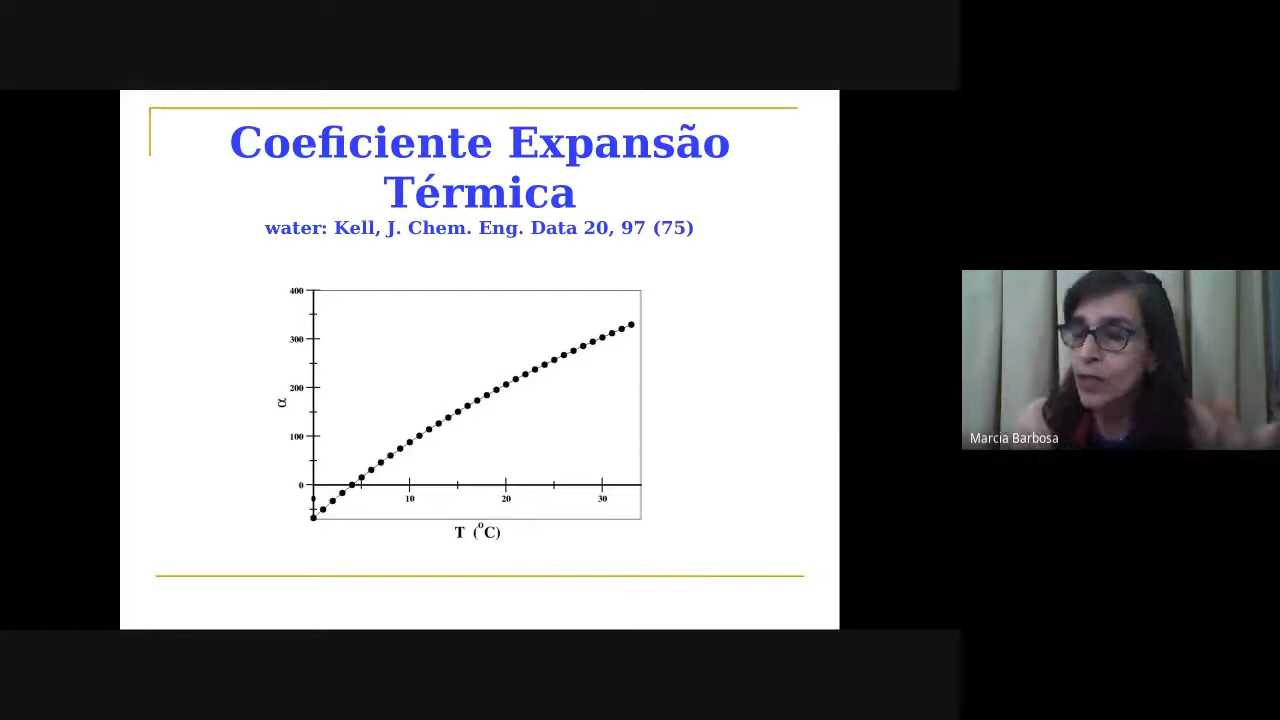 Coeficiente Expansão
Térmica
water: Kell, J. Chem. Eng. Data 20, 97 (75)
400
300
200
100
0
α
0 10 20 30
T (°C)
Marcia Barbosa